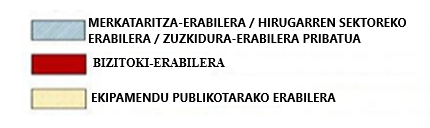 MERKATARITZA-ERABILERA / HIRUGARREN SEKTOREKO
ERABILERA / ZUZKIDURA-ERABILERA PRIBATUA
BIZITOKI-ERABILERA
EKIPAMENDU PUBLIKOTARAKO ERABILERA